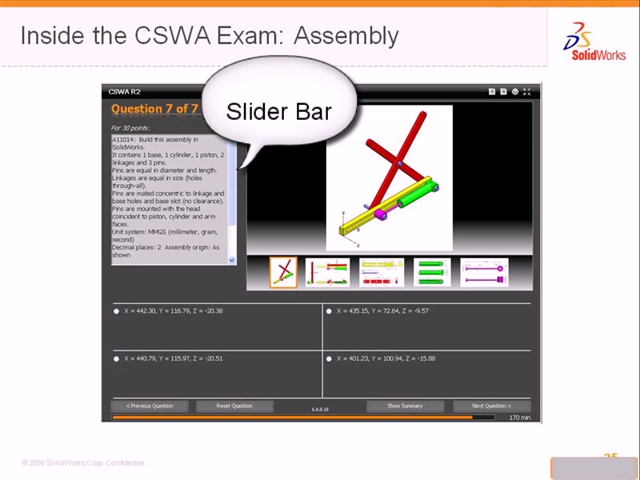 Inside the CSWA Exam: Assembly
SolidWorks
CSWA R2
Question 7 of 7
Slider Bar
For 30 points:
A11014: Build this assembly in
SolidWorks.
It contains 1 base, 1 cylinder, 1 piston, 2
linkages and 3 pins.
Pins are equal in diameter and length.
Linkages are equal in size (holes
through-all).
Pins are mated concentric to linkage and
base holes and base slot (no clearance).
Pins are mounted with the head
coincident to piston, cylinder and arm
faces.
Unit system: MMGS (millimeter, gram,
second)
Decimal places: 2 Assembly origin: As
shown
X = 442.30, Y = 116.79, Z = -20.38
X = 435.15, Y = 72.64, Z = -9.57
X = 440.79, Y = 115.97, Z = -20.51
X = 401.23, Y = 100.94, Z = -15.88
< Previous Question
Reset Question
Show Summary
Next Question >
170 min